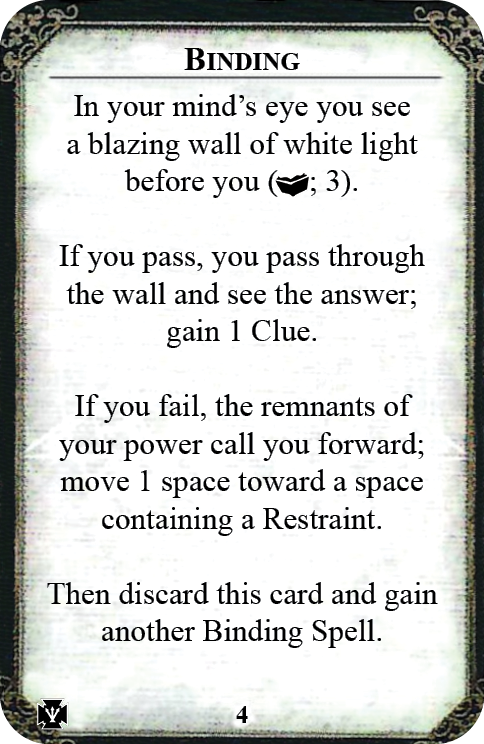 BINDING
In your mind’s eye you see
a blazing wall of white light
before you (; 3).
If you pass, you pass through
the wall and see the answer;
gain 1 Clue.
If you fail, the remnants of
your power call you forward;
move 1 space toward a space
containing a Restraint.
Then discard this card and gain
another Binding Spell.
4